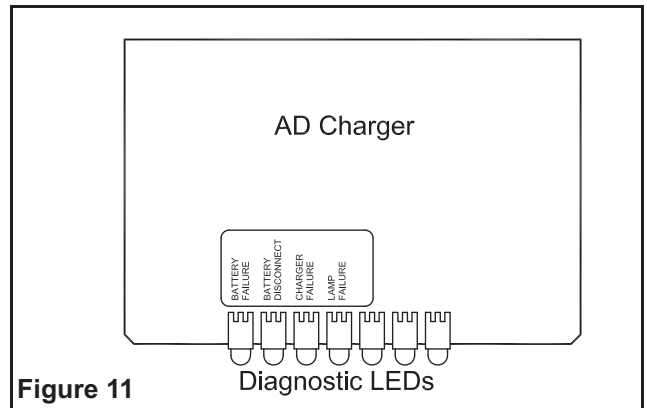 AD Charger
BATTERY
FAILURE
BATTERY
DISCONNECT
CHARGER
FAILURE
LAMP
FAILURE
Diagnostic LEDs
Figure 11